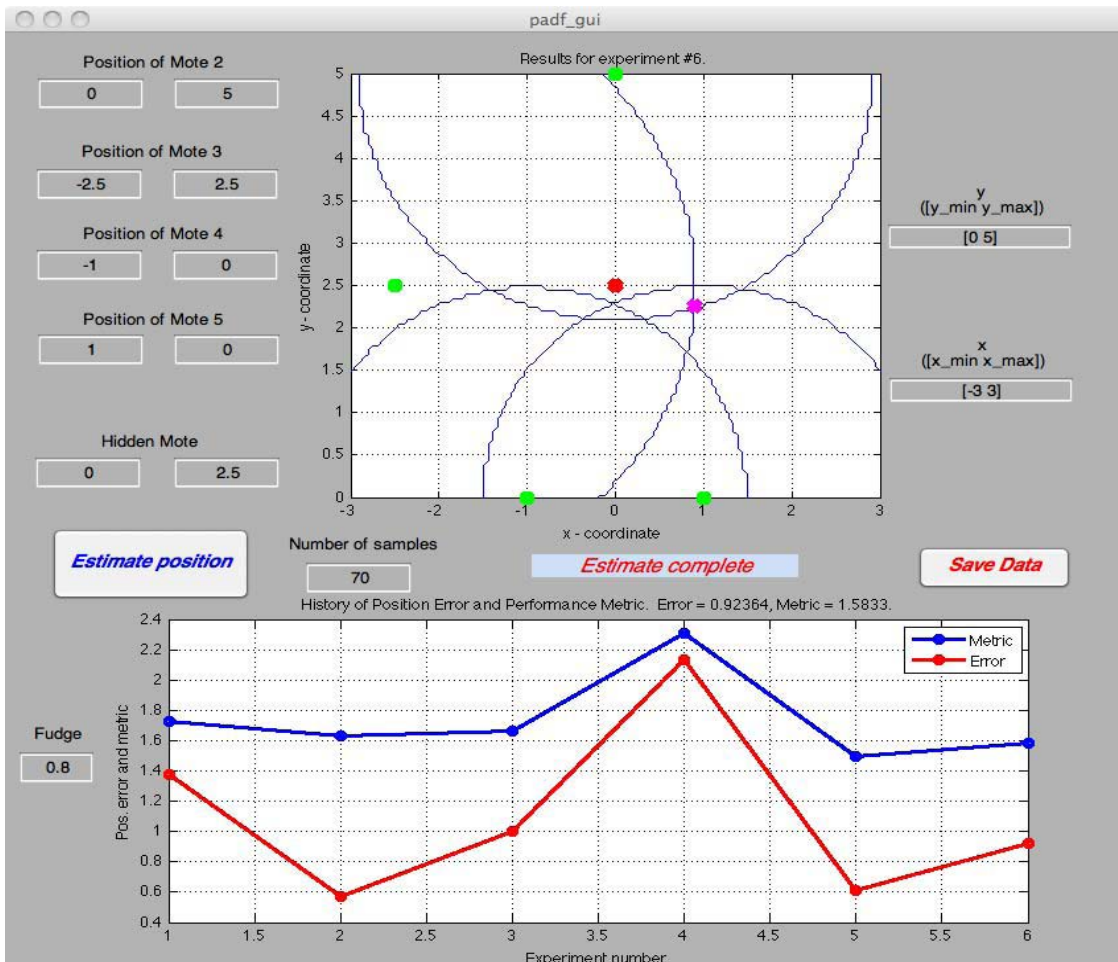 padf_gui
Position of Mote 2
0 5
Position of Mote 3
-2.5 2.5
Position of Mote 4
-1 0
Position of Mote 5
1 0
Hidden Mote
0 2.5
Results for experiment #6.
5
4.5
4
3.5
3
2.5
2
1.5
1
0.5
0
y - coordinate
-3 -2 -1 0 1 2 3
x - coordinate
y
([y_min y_max])
[0 5]
x
([x_min x_max])
[-3 3]
Estimate position
Number of samples
70
Estimate complete
Save Data
History of Position Error and Performance Metric. Error = 0.92364, Metric = 1.5833.
2.4
2.2
2
1.8
1.6
1.4
1.2
1
0.8
0.6
0.4
Pos. error and metric
Metric
Error
Fudge
0.8
1 1.5 2 2.5 3 3.5 4 4.5 5 5.5 6
Experiment number